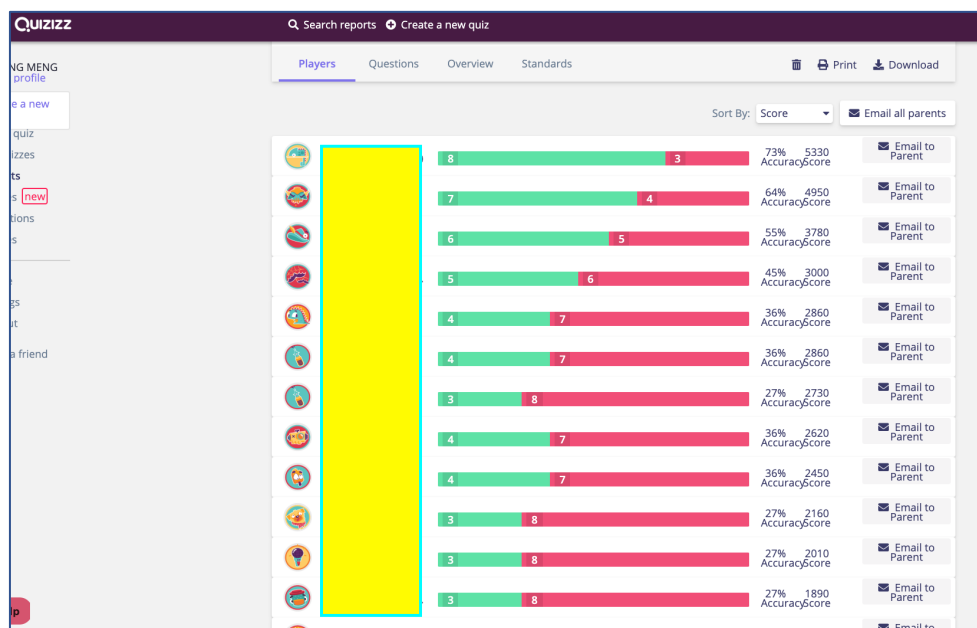 Quizizz
Search reports Create a new quiz
NG MENG
profile
e a new
quiz
izzes
ts
s new
tions
s
gs
ut
a friend
lp
Players Questions Overview Standards Print Download
Sort By: Score Email all parents
8 3 73% Accuracy 5330 Score Email to Parent
7 4 64% Accuracy 4950 Score Email to Parent
6 5 55% Accuracy 3780 Score Email to Parent
5 6 45% Accuracy 3000 Score Email to Parent
4 7 36% Accuracy 2860 Score Email to Parent
4 7 36% Accuracy 2860 Score Email to Parent
3 8 27% Accuracy 2730 Score Email to Parent
4 7 36% Accuracy 2620 Score Email to Parent
4 7 36% Accuracy 2450 Score Email to Parent
3 8 27% Accuracy 2160 Score Email to Parent
3 8 27% Accuracy 2010 Score Email to Parent
3 8 27% Accuracy 1890 Score Email to Parent
Email to